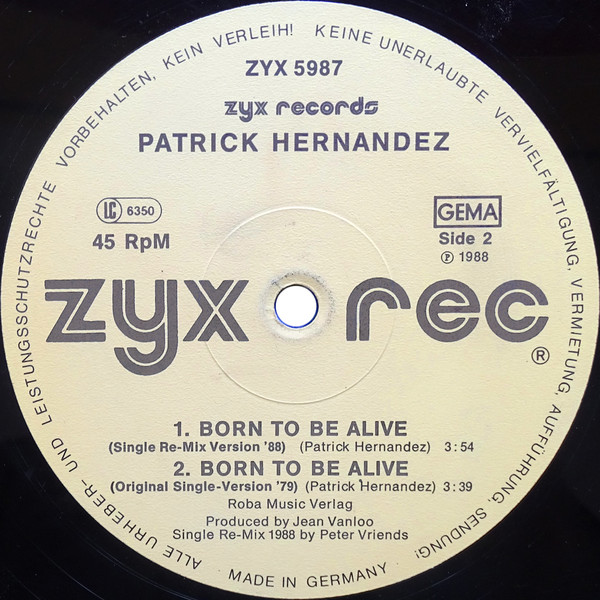 ALLE URHEBER- UND LEISTUNGSSCHUTZRECHTE VORBEHALTEN, KEIN VERLEIH! KEINE UNERLAUBTE VERVIELFÄLTIGUNG, VERMIETUNG, AUFFÜHRUNG, SENDUNG!
ZYX 5987
zyx records
PATRICK HERNANDEZ
LC 6350
GEMA
45 RpM
Side 2
℗ 1988
zyx rec
®
1. BORN TO BE ALIVE
(Single Re-Mix Version '88) (Patrick Hernandez) 3:54
2. BORN TO BE ALIVE
(Original Single-Version '79) (Patrick Hernandez) 3:39
Roba Music Verlag
Produced by Jean Vanloo
Single Re-Mix 1988 by Peter Vriends
MADE IN GERMANY